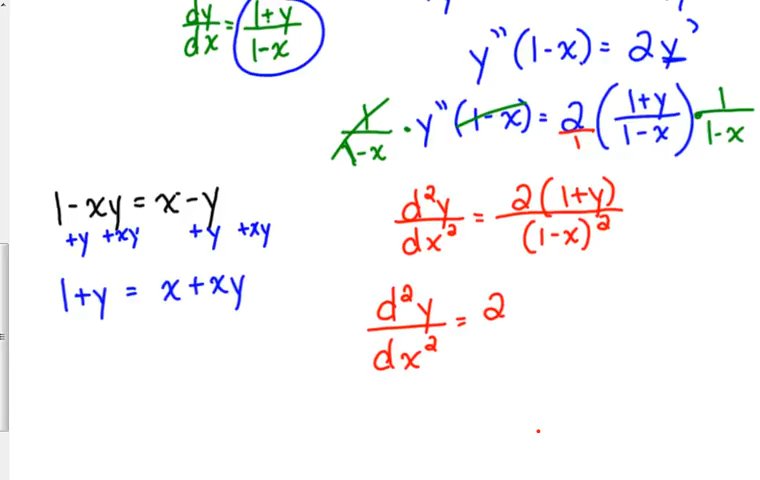 dy/dx = (1+y)/(1-x)
y''(1-x) = 2y'
1/(1-x) · y''(1-x) = 2/1 ((1+y)/(1-x)) · 1/(1-x)
1-xy = x-y
+y +xy +y +xy
1+y = x+xy
d²y/dx² = 2(1+y)/(1-x)²
d²y/dx² = 2